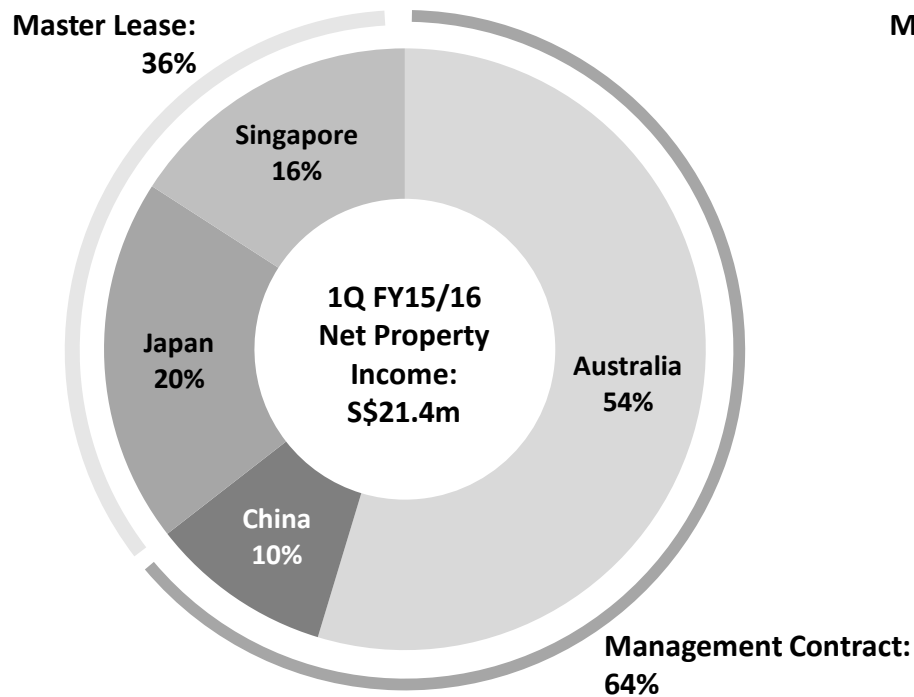 Master Lease:
36%
M
Singapore
16%
1Q FY15/16
Net Property
Income:
S$21.4m
Japan
20%
Australia
54%
China
10%
Management Contract:
64%